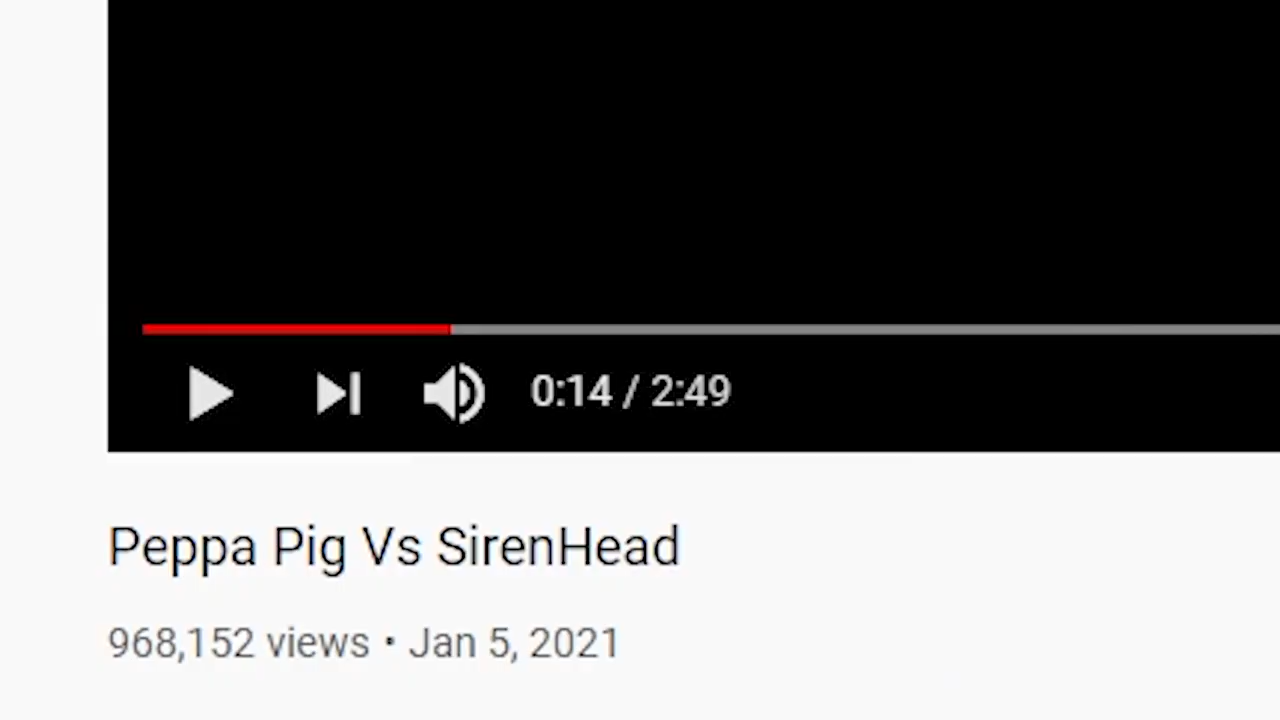 0:14 / 2:49
Peppa Pig Vs SirenHead
968,152 views • Jan 5, 2021